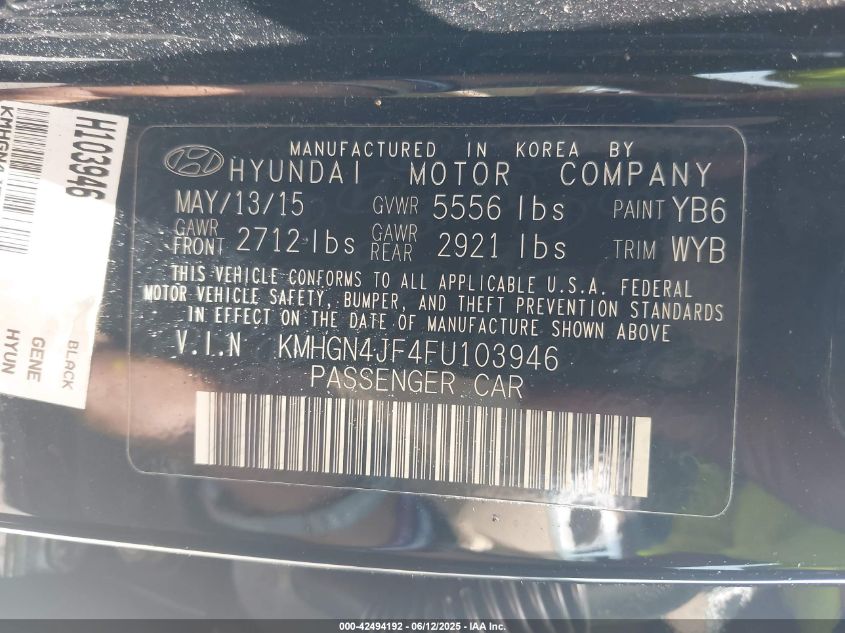 MANUFACTURED IN KOREA BY
HYUNDAI MOTOR COMPANY
MAY/13/15 GVWR 5556 lbs PAINT YB6
GAWR FRONT 2712 lbs GAWR REAR 2921 lbs TRIM WYB
THIS VEHICLE CONFORMS TO ALL APPLICABLE U.S.A. FEDERAL
MOTOR VEHICLE SAFETY, BUMPER, AND THEFT PREVENTION STANDARDS
IN EFFECT ON THE DATE OF MANUFACTURE SHOWN ABOVE
V.I.N KMHGN4JF4FU103946
PASSENGER CAR
H103946
BLACK
GENE
HYUN
000-42494192 - 06/12/2025 - Copyright IAA, Inc.